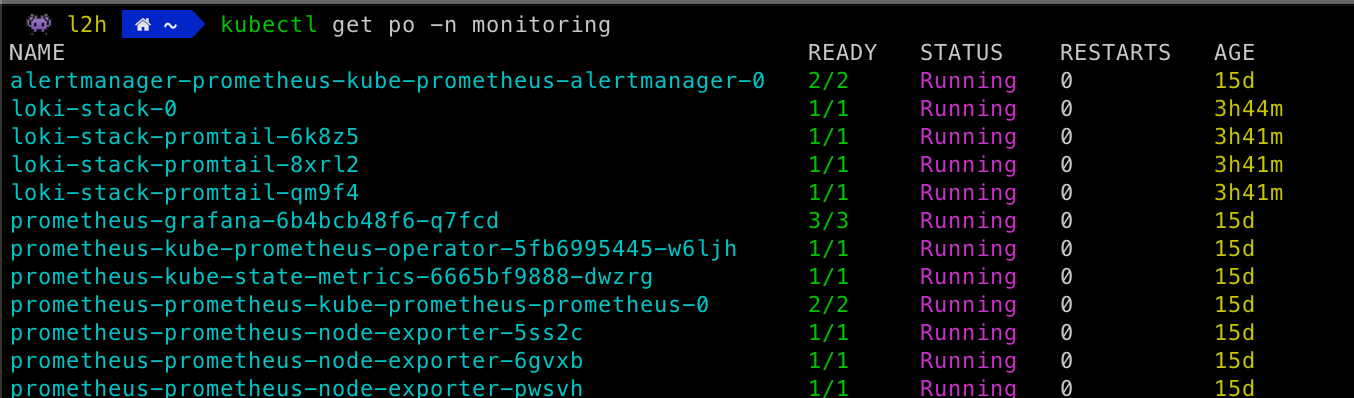 l2h ~ kubectl get po -n monitoring
NAME READY STATUS RESTARTS AGE
alertmanager-prometheus-kube-prometheus-alertmanager-0 2/2 Running 0 15d
loki-stack-0 1/1 Running 0 3h44m
loki-stack-promtail-6k8z5 1/1 Running 0 3h41m
loki-stack-promtail-8xrl2 1/1 Running 0 3h41m
loki-stack-promtail-qm9f4 1/1 Running 0 3h41m
prometheus-grafana-6b4bcb48f6-q7fcd 3/3 Running 0 15d
prometheus-kube-prometheus-operator-5fb6995445-w6ljh 1/1 Running 0 15d
prometheus-kube-state-metrics-6665bf9888-dwzrg 1/1 Running 0 15d
prometheus-prometheus-kube-prometheus-prometheus-0 2/2 Running 0 15d
prometheus-prometheus-node-exporter-5ss2c 1/1 Running 0 15d
prometheus-prometheus-node-exporter-6gvxb 1/1 Running 0 15d
prometheus-prometheus-node-exporter-pwsvh 1/1 Running 0 15d